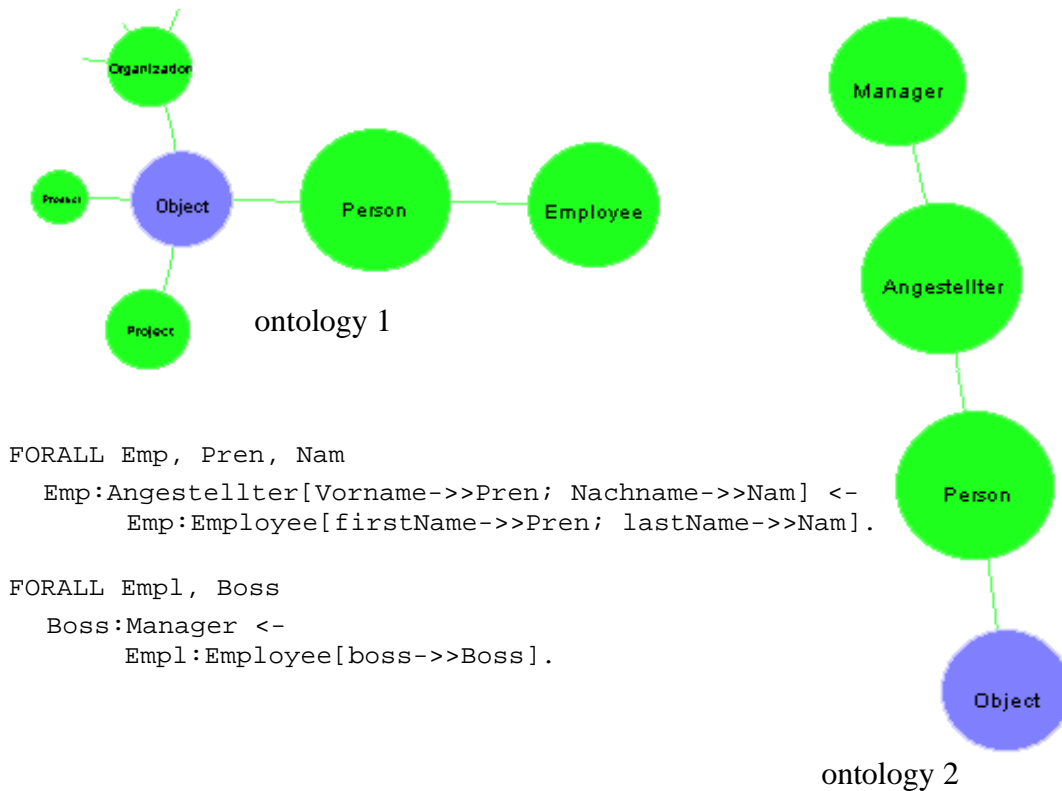 Organization
Product
Object
Person
Employee
Project
ontology 1
Manager
Angestellter
Person
Object
ontology 2
FORALL Emp, Pren, Nam
Emp:Angestellter[Vorname->>Pren; Nachname->>Nam] <-
Emp:Employee[firstName->>Pren; lastName->>Nam].
FORALL Empl, Boss
Boss:Manager <-
Empl:Employee[boss->>Boss].